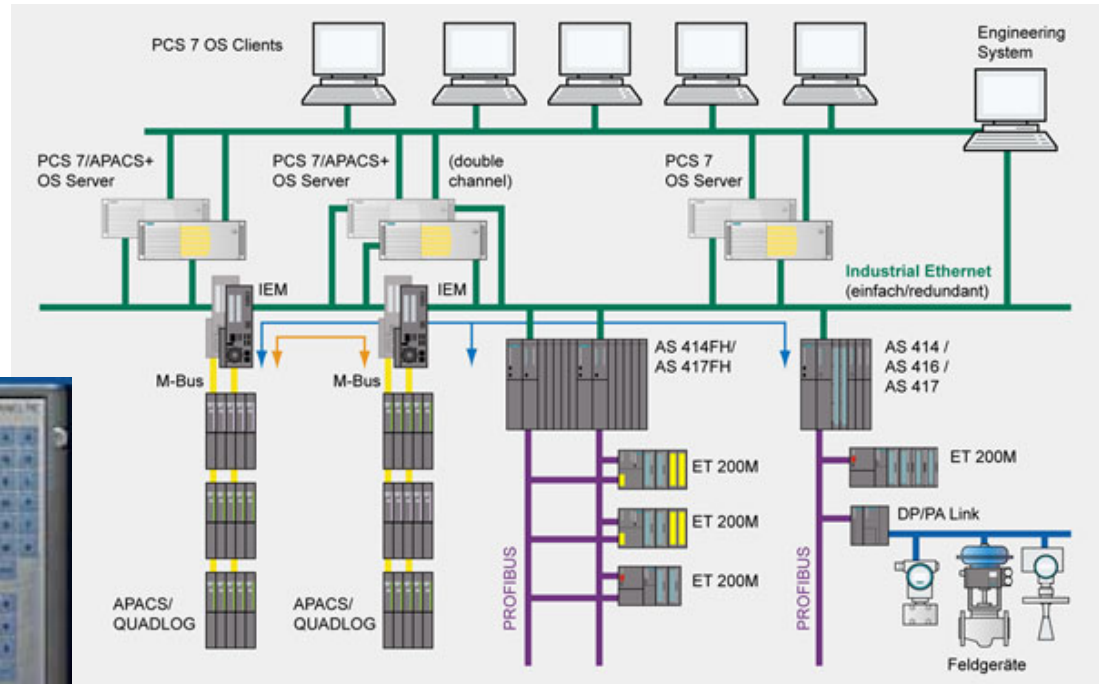 PCS 7 OS Clients
Engineering
System
PCS 7/APACS+
OS Server
PCS 7/APACS+
OS Server
(double
channel)
PCS 7
OS Server
Industrial Ethernet
(einfach/redundant)
IEM
IEM
M-Bus
M-Bus
AS 414FH/
AS 417FH
AS 414 /
AS 416 /
AS 417
ET 200M
ET 200M
ET 200M
ET 200M
DP/PA Link
PROFIBUS
PROFIBUS
APACS/
QUADLOG
APACS/
QUADLOG
Feldgeräte